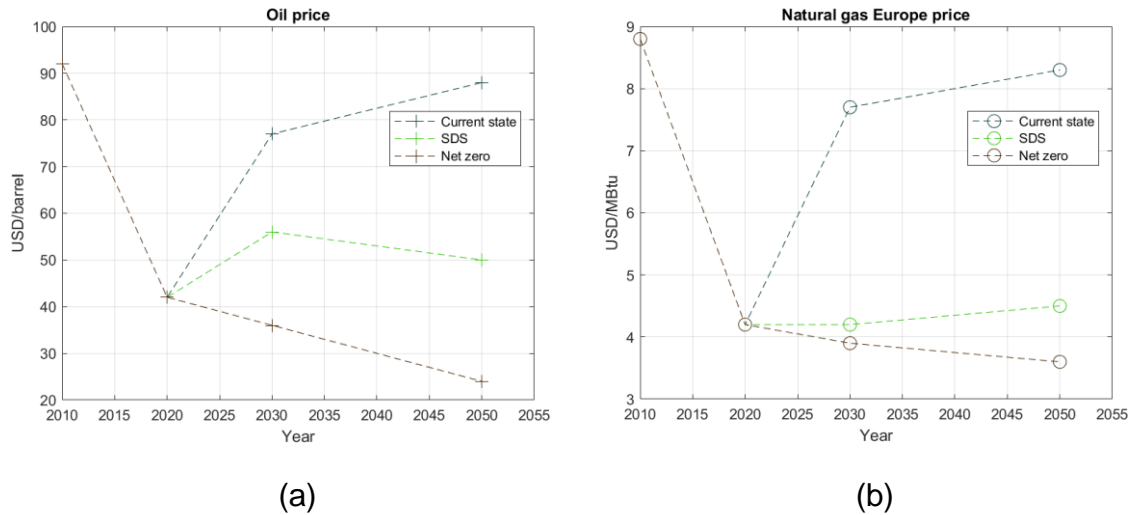 Oil price
100
90
80
70
60
50
40
30
20
USD/barrel
Current state
SDS
Net zero
2010 2015 2020 2025 2030 2035 2040 2045 2050 2055
Year
(a)
Natural gas Europe price
9
8
7
6
5
4
3
USD/MBtu
Current state
SDS
Net zero
2010 2015 2020 2025 2030 2035 2040 2045 2050 2055
Year
(b)